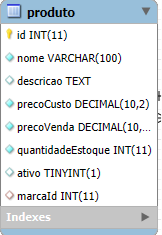 produto
id INT(11)
nome VARCHAR(100)
descricao TEXT
precoCusto DECIMAL(10,2)
precoVenda DECIMAL(10,...
quantidadeEstoque INT(11)
ativo TINYINT(1)
marcaId INT(11)
Indexes